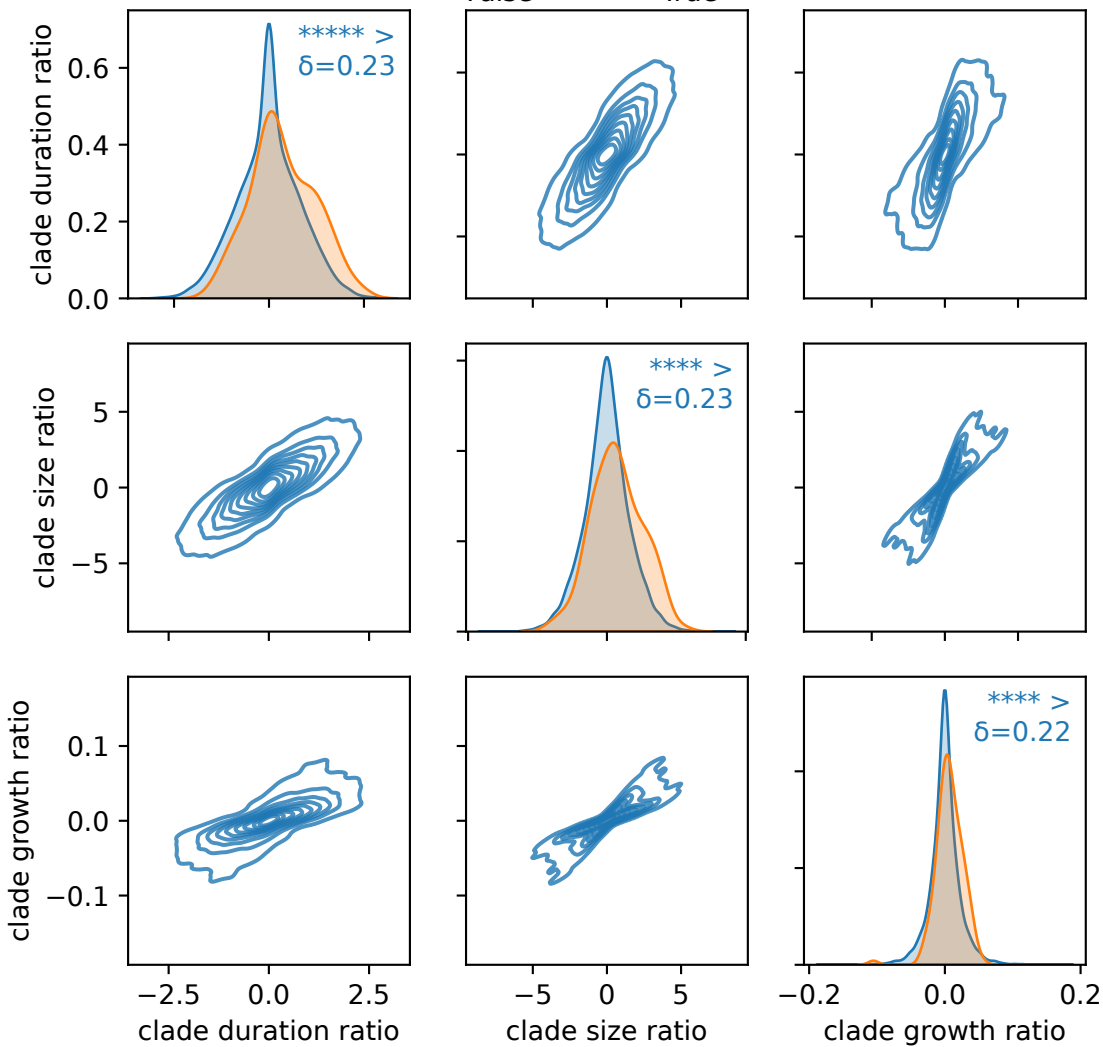 ***** >
δ=0.23
clade duration ratio
0.6
0.4
0.2
0.0
**** >
δ=0.23
clade size ratio
5
0
−5
**** >
δ=0.22
clade growth ratio
0.1
0.0
−0.1
−2.5 0.0 2.5
−5 0 5
−0.2 0.0 0.2
clade duration ratio
clade size ratio
clade growth ratio